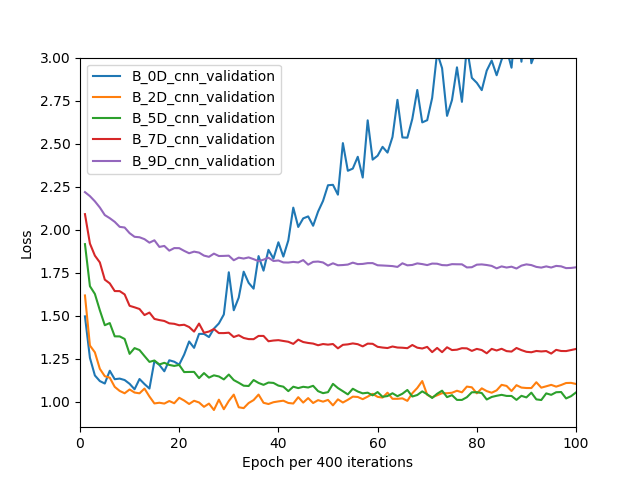 3.00
2.75
2.50
2.25
2.00
1.75
1.50
1.25
1.00
Loss
B_0D_cnn_validation
B_2D_cnn_validation
B_5D_cnn_validation
B_7D_cnn_validation
B_9D_cnn_validation
0 20 40 60 80 100
Epoch per 400 iterations